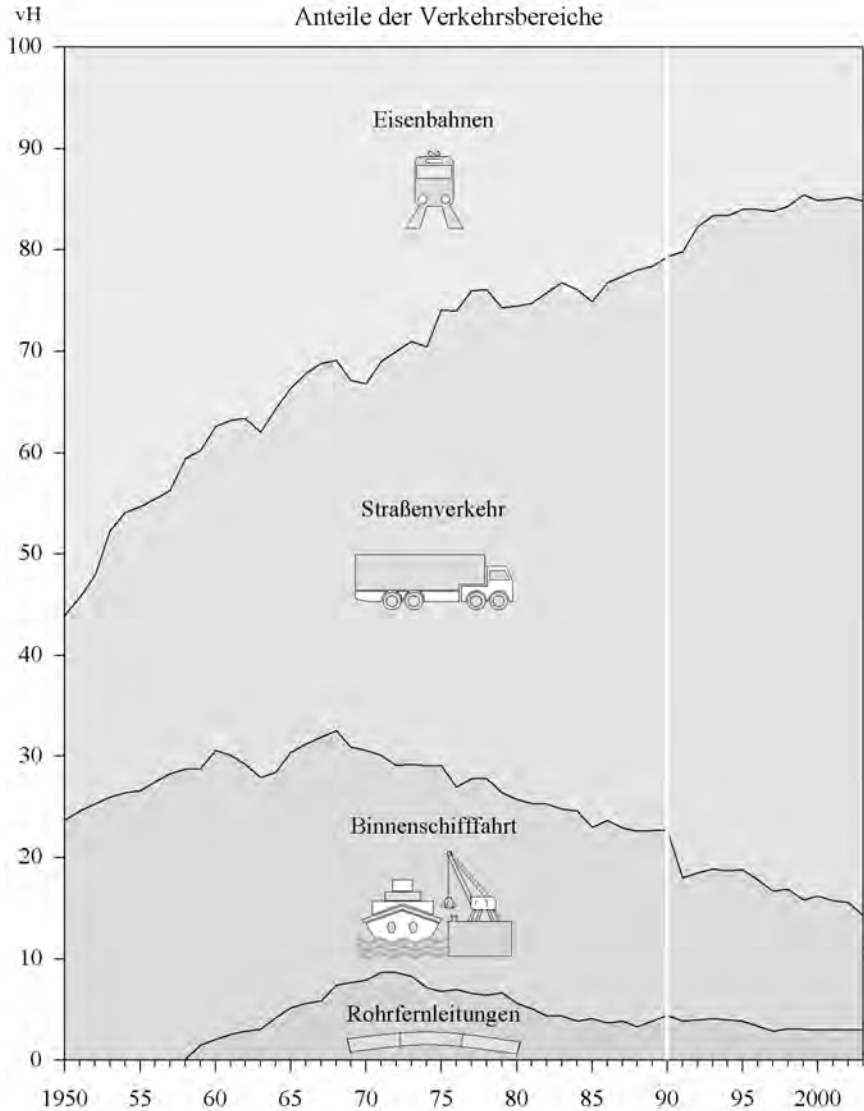 vH
Anteile der Verkehrsbereiche
100
Eisenbahnen
90
80
70
60
Straßenverkehr
50
40
30
Binnenschifffahrt
20
10
Rohrfernleitungen
0
1950 55 60 65 70 75 80 85 90 95 2000